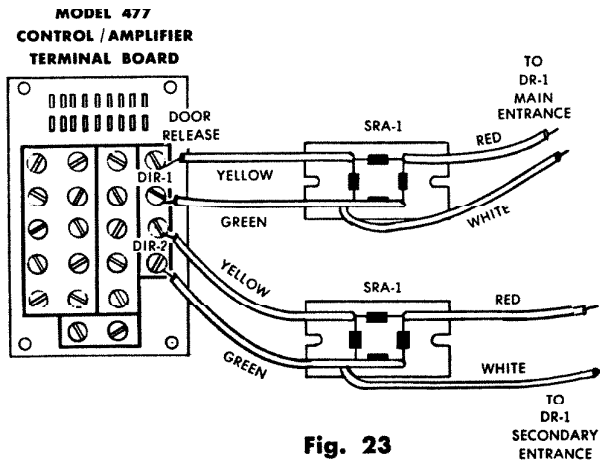 MODEL 477
CONTROL/AMPLIFIER
TERMINAL BOARD
DOOR
RELEASE
DIR-1
DIR-2
YELLOW
GREEN
YELLOW
GREEN
SRA-1
RED
WHITE
TO
DR-1
MAIN
ENTRANCE
SRA-1
RED
WHITE
TO
DR-1
SECONDARY
ENTRANCE
Fig. 23